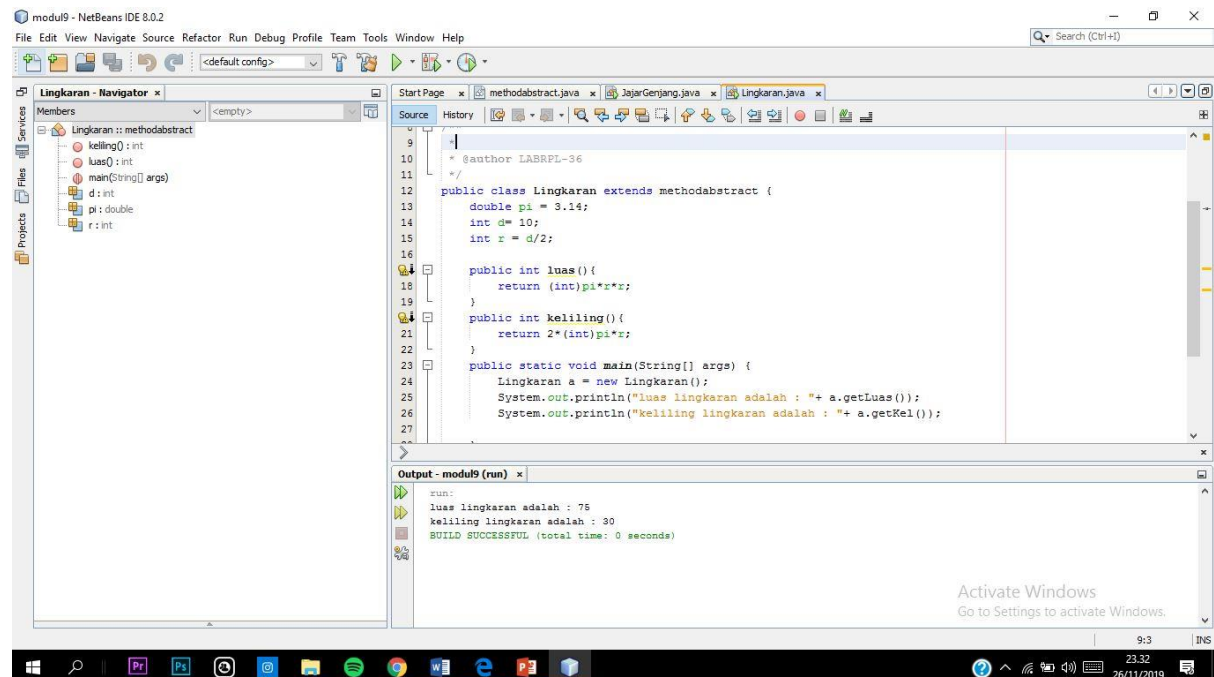 modul9 - NetBeans IDE 8.0.2
File Edit View Navigate Source Refactor Run Debug Profile Team Tools Window Help
Search (Ctrl+I)
<default config>
Lingkaran - Navigator
Members
<empty>
Lingkaran :: methodabstract
keliling() : int
luas() : int
main(String[] args)
d : int
pi : double
r : int
Services
Files
Projects
Start Page methodabstract.java JajarGenjang.java Lingkaran.java
Source History
9 *
10 * @author LABRPL-36
11 */
12 public class Lingkaran extends methodabstract {
13 double pi = 3.14;
14 int d= 10;
15 int r = d/2;
16
public int luas(){
18 return (int)pi*r*r;
19 }
public int keliling(){
21 return 2*(int)pi*r;
22 }
23 public static void main(String[] args) {
24 Lingkaran a = new Lingkaran();
25 System.out.println("luas lingkaran adalah : "+ a.getLuas());
26 System.out.println("keliling lingkaran adalah : "+ a.getKel());
27
Output - modul9 (run)
run:
luas lingkaran adalah : 75
keliling lingkaran adalah : 30
BUILD SUCCESSFUL (total time: 0 seconds)
Activate Windows
Go to Settings to activate Windows.
9:3 INS
Pr Ps
23.32
26/11/2019